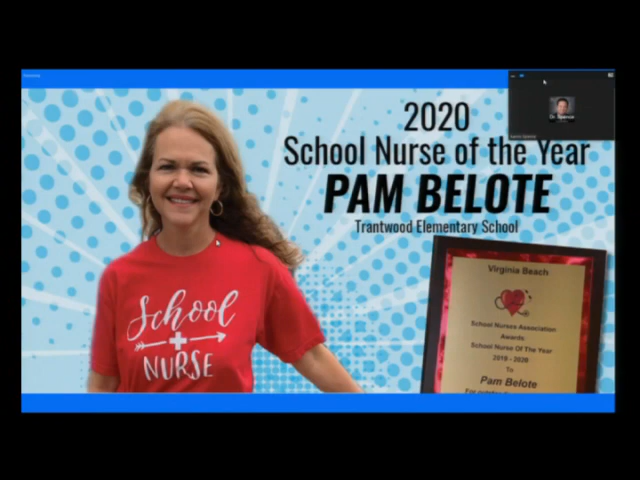 Dr. Spence
2020
School Nurse of the Year
PAM BELOTE
Trantwood Elementary School
School
NURSE
Virginia Beach
School Nurses Association
Awards:
School Nurse Of The Year
2019 - 2020
To
Pam Belote